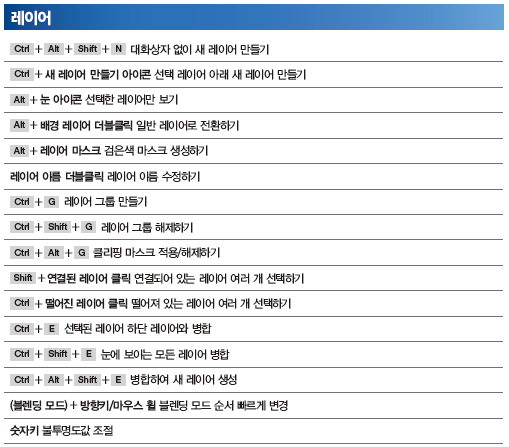 레이어
Ctrl + Alt + Shift + N 대화상자 없이 새 레이어 만들기
Ctrl + 새 레이어 만들기 아이콘 선택 레이어 아래 새 레이어 만들기
Alt + 눈 아이콘 선택한 레이어만 보기
Alt + 배경 레이어 더블클릭 일반 레이어로 전환하기
Alt + 레이어 마스크 검은색 마스크 생성하기
레이어 이름 더블클릭 레이어 이름 수정하기
Ctrl + G 레이어 그룹 만들기
Ctrl + Shift + G 레이어 그룹 해제하기
Ctrl + Alt + G 클리핑 마스크 적용/해제하기
Shift + 연결된 레이어 클릭 연결되어 있는 레이어 여러 개 선택하기
Ctrl + 떨어진 레이어 클릭 떨어져 있는 레이어 여러 개 선택하기
Ctrl + E 선택된 레이어 하단 레이어와 병합
Ctrl + Shift + E 눈에 보이는 모든 레이어 병합
Ctrl + Alt + Shift + E 병합하여 새 레이어 생성
(블렌딩 모드) + 방향키/마우스 휠 블렌딩 모드 순서 빠르게 변경
숫자키 불투명도값 조절